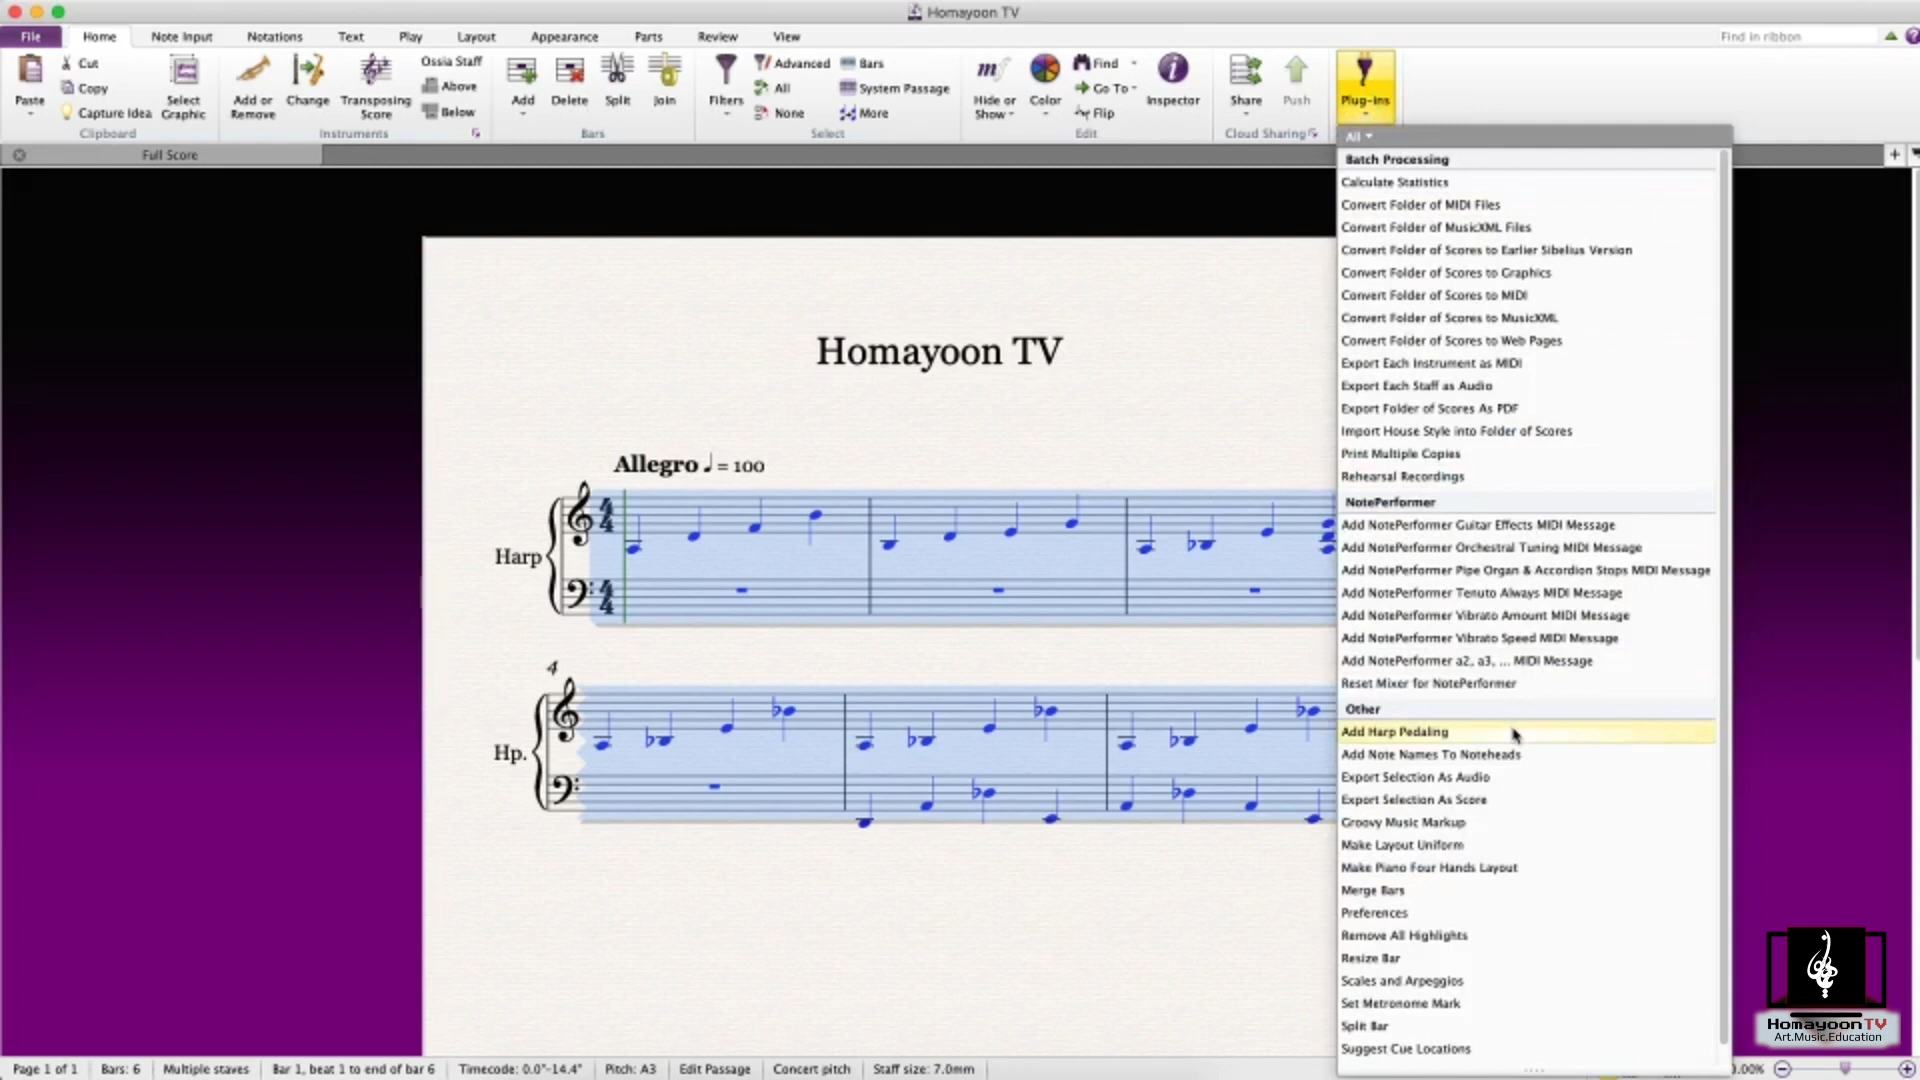 Homayoon TV
File Home Note Input Notations Text Play Layout Appearance Parts Review View Find in ribbon
Paste Cut Copy Capture Idea Select Graphic Clipboard
Add or Remove Change Transposing Score Ossia Staff Above Below Instruments
Add Delete Split Join Bars
Filters Advanced All None Bars System Passage More Select
Hide or Show Color Find Go To Flip Inspector Edit
Share Push Cloud Sharing
Plug-ins
Full Score
All
Batch Processing
Calculate Statistics
Convert Folder of MIDI Files
Convert Folder of MusicXML Files
Convert Folder of Scores to Earlier Sibelius Version
Convert Folder of Scores to Graphics
Convert Folder of Scores to MIDI
Convert Folder of Scores to MusicXML
Convert Folder of Scores to Web Pages
Export Each Instrument as MIDI
Export Each Staff as Audio
Export Folder of Scores As PDF
Import House Style into Folder of Scores
Print Multiple Copies
Rehearsal Recordings
NotePerformer
Add NotePerformer Guitar Effects MIDI Message
Add NotePerformer Orchestral Tuning MIDI Message
Add NotePerformer Pipe Organ & Accordion Stops MIDI Message
Add NotePerformer Tenuto Always MIDI Message
Add NotePerformer Vibrato Amount MIDI Message
Add NotePerformer Vibrato Speed MIDI Message
Add NotePerformer a2, a3, ... MIDI Message
Reset Mixer for NotePerformer
Other
Add Harp Pedaling
Add Note Names To Noteheads
Export Selection As Audio
Export Selection As Score
Groovy Music Markup
Make Layout Uniform
Make Piano Four Hands Layout
Merge Bars
Preferences
Remove All Highlights
Resize Bar
Scales and Arpeggios
Set Metronome Mark
Split Bar
Suggest Cue Locations
Homayoon TV
Allegro ♩ = 100
Harp
4
Hp.
HomayoonTV
Art.Music.Education
Page 1 of 1 Bars: 6 Multiple staves Bar 1, beat 1 to end of bar 6 Timecode: 0.0"-14.4" Pitch: A3 Edit Passage Concert pitch Staff size: 7.0mm